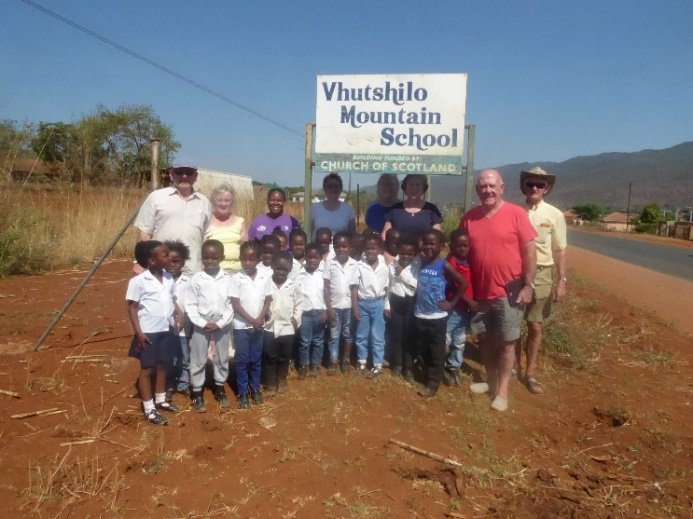 Vhutshilo
Mountain
School
BUILDING FUNDED BY:
CHURCH OF SCOTLAND